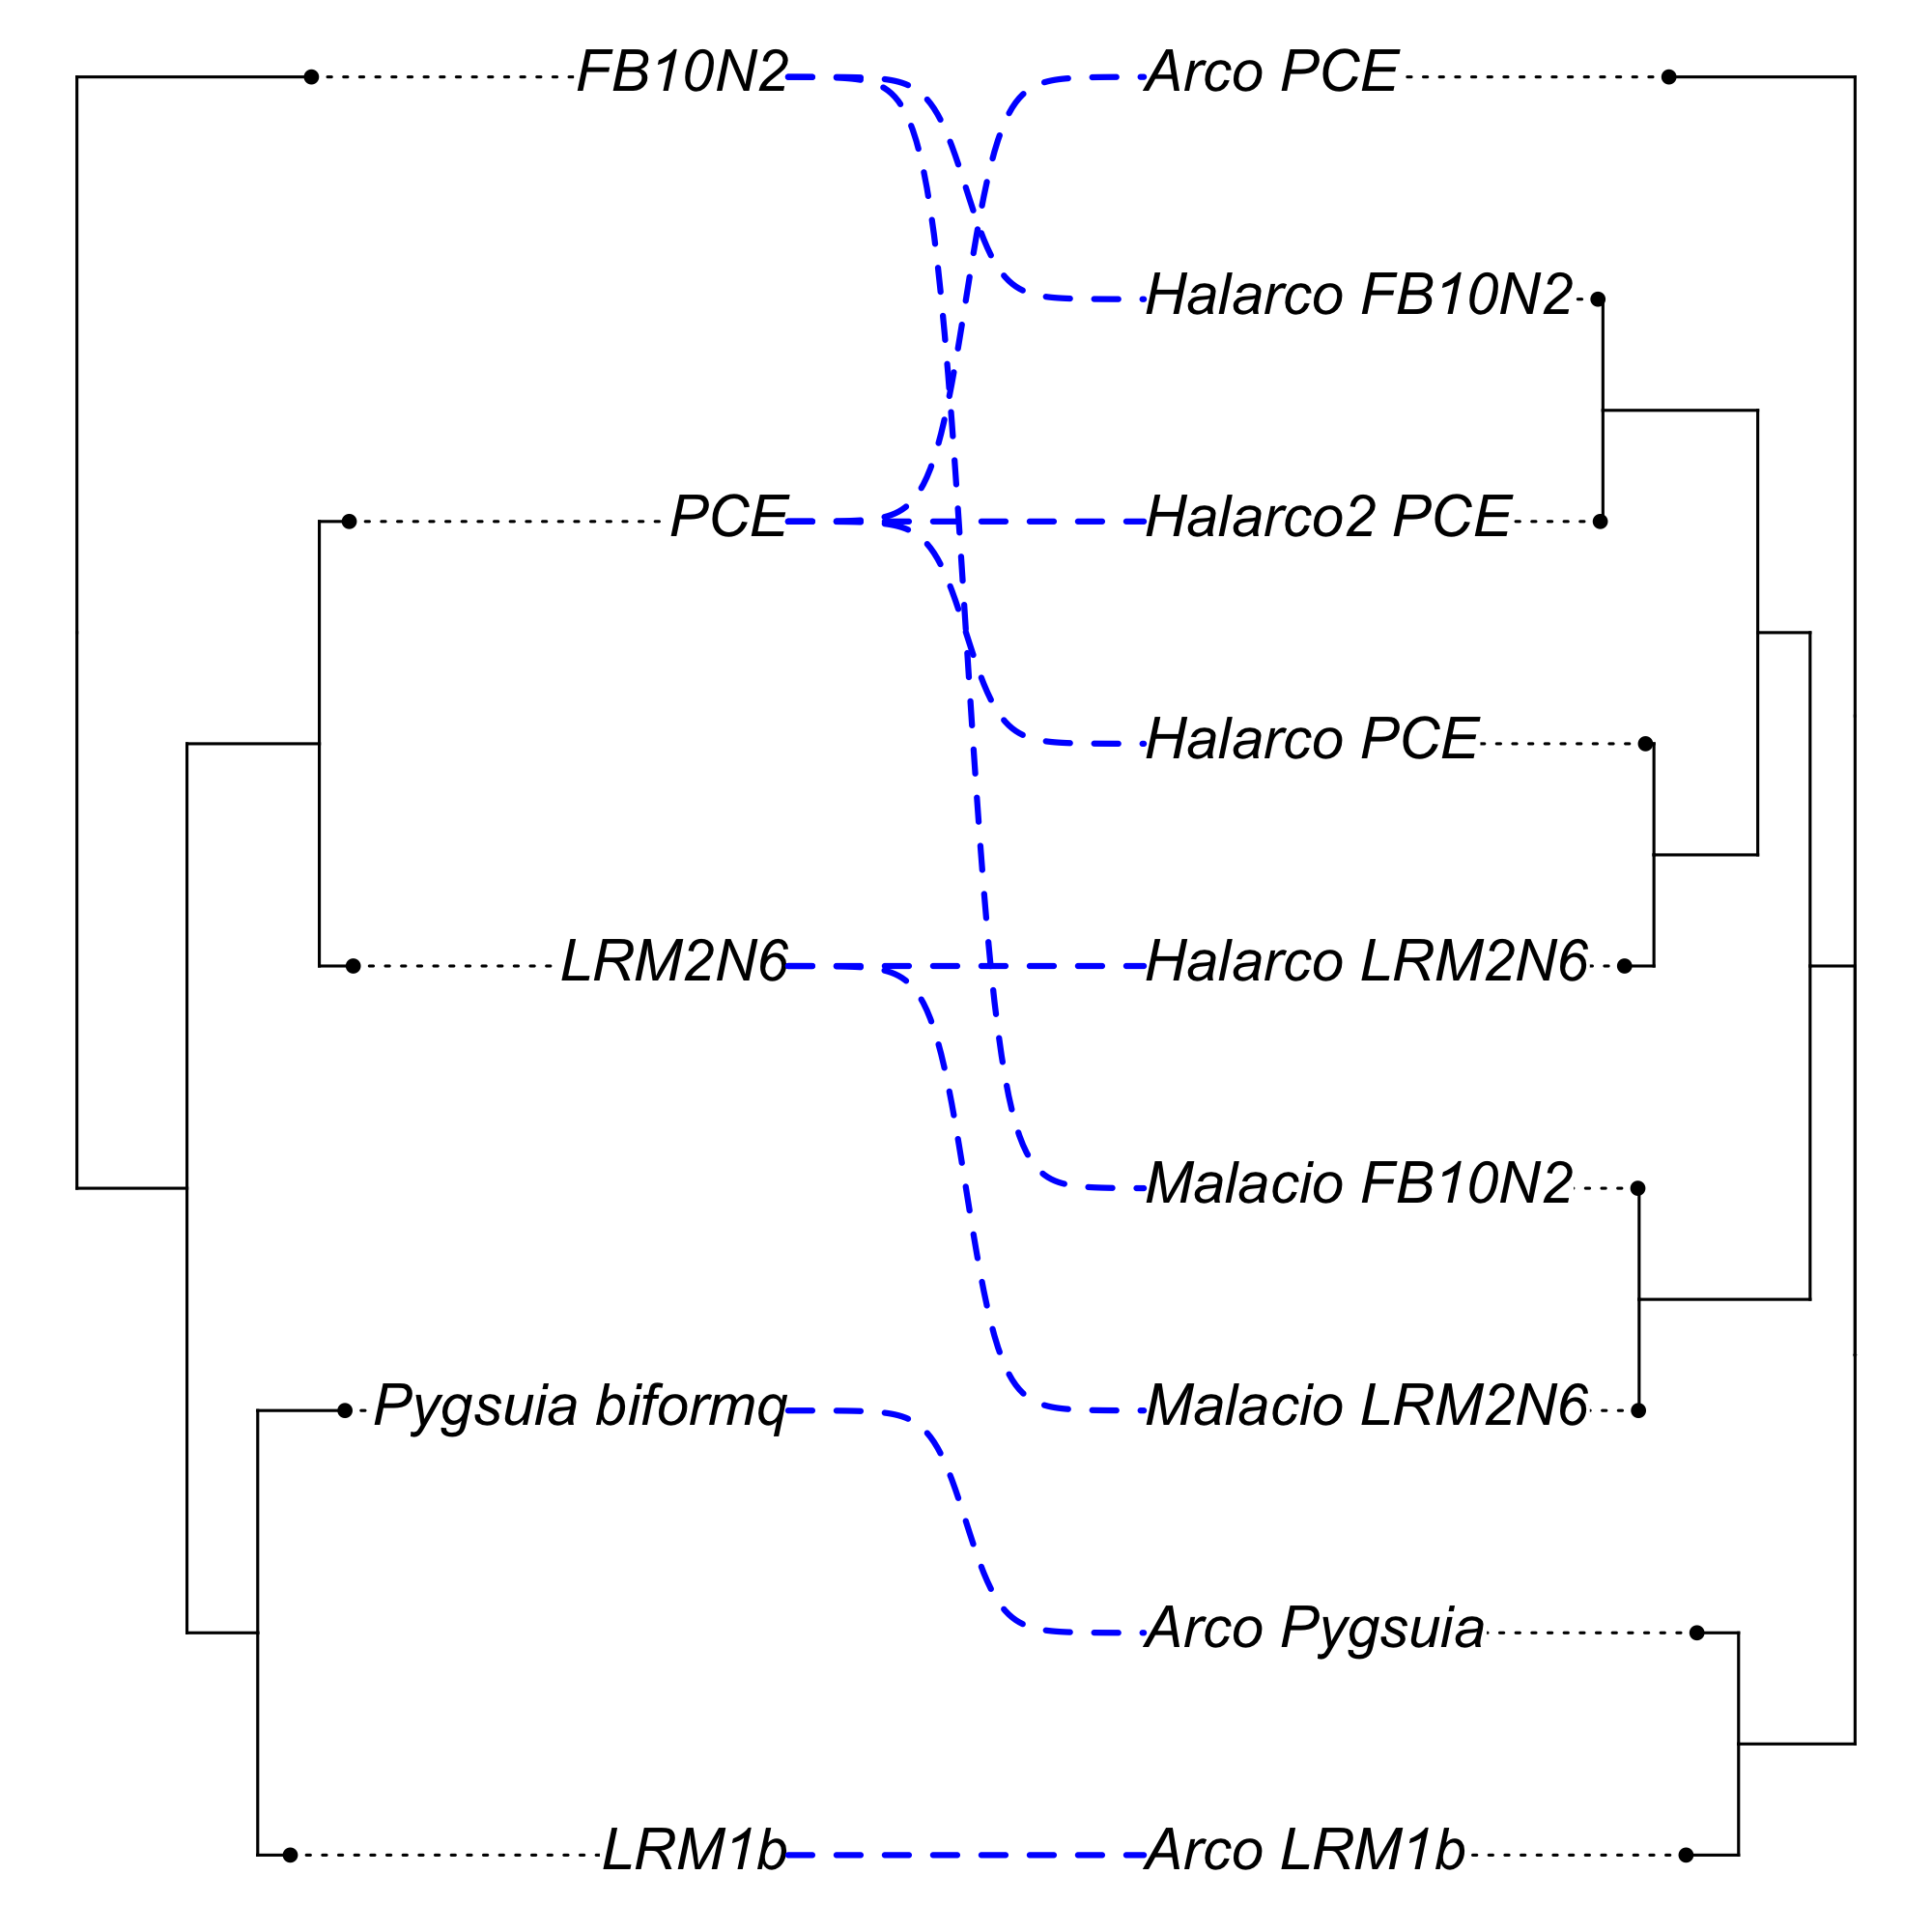 FB10N2
Arco PCE
Halarco FB10N2
PCE
Halarco2 PCE
Halarco PCE
LRM2N6
Halarco LRM2N6
Malacio FB10N2
Pygsuia biformq
Malacio LRM2N6
Arco Pygsuia
LRM1b
Arco LRM1b